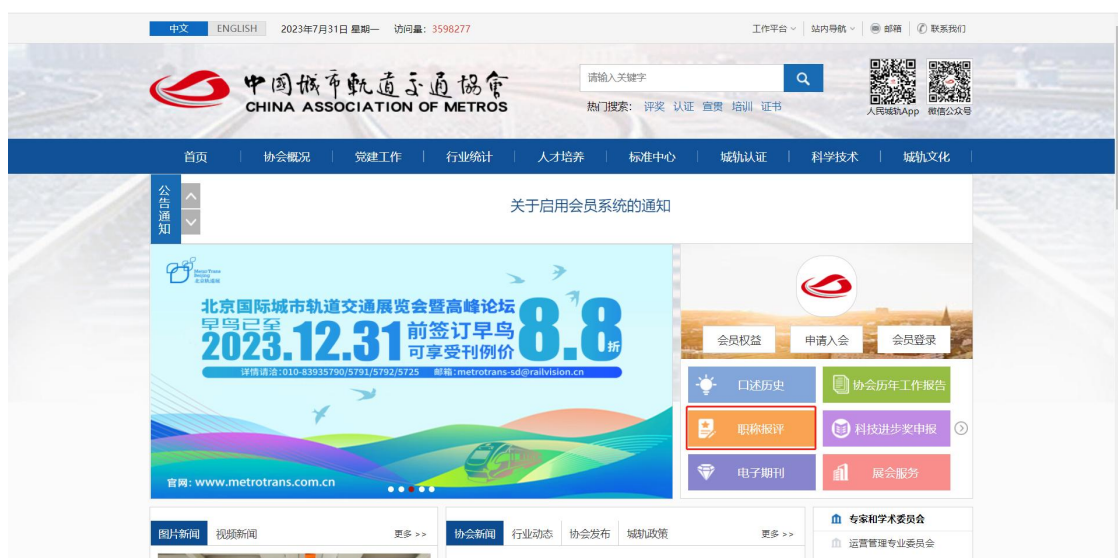 中文 ENGLISH 2023年7月31日 星期一 访问量：3598277 工作平台 站内导航 邮箱 联系我们
中国城市轨道交通协会
CHINA ASSOCIATION OF METROS
请输入关键字
热门搜索： 评奖 认证 宣贯 培训 证书
人民城轨App 微信公众号
首页 协会概况 党建工作 行业统计 人才培养 标准中心 城轨认证 科学技术 城轨文化
公告通知
关于启用会员系统的通知
MetroTrans
Beijing
北京轨道展
北京国际城市轨道交通展览会暨高峰论坛
早鸟已至
2023.12.31前签订早鸟
可享受刊例价
8.8折
详情请洽:010-83935790/5791/5792/5725 邮箱:metrotrans-sd@railvision.cn
官网: www.metrotrans.com.cn
会员权益 申请入会 会员登录
口述历史 协会历年工作报告
职称报评 科技进步奖申报
电子期刊 展会服务
图片新闻 视频新闻 更多 >>
协会新闻 行业动态 协会发布 城轨政策 更多 >>
专家和学术委员会
运营管理专业委员会